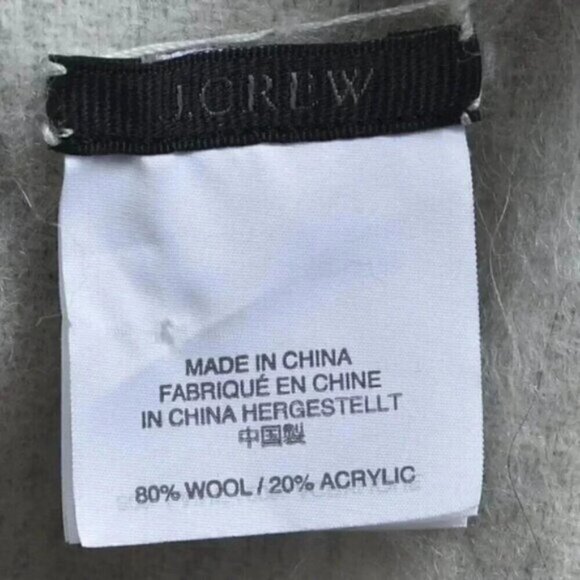 J.CREW
MADE IN CHINA
FABRIQUÉ EN CHINE
IN CHINA HERGESTELLT
中国製
80% WOOL / 20% ACRYLIC